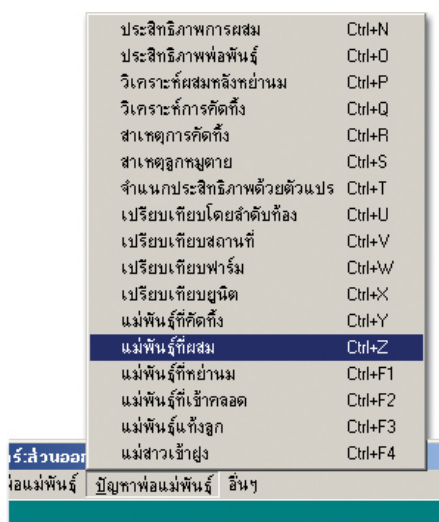 ประสิทธิภาพการผสม Ctrl+N
ประสิทธิภาพพ่อพันธุ์ Ctrl+O
วิเคราะห์ผสมหลังหย่านม Ctrl+P
วิเคราะห์การคัดทิ้ง Ctrl+Q
สาเหตุการคัดทิ้ง Ctrl+R
สาเหตุลูกหมูตาย Ctrl+S
จำแนกประสิทธิภาพด้วยตัวแปร Ctrl+T
เปรียบเทียบโดยลำดับท้อง Ctrl+U
เปรียบเทียบสถานที่ Ctrl+V
เปรียบเทียบฟาร์ม Ctrl+W
เปรียบเทียบยูนิต Ctrl+X
แม่พันธุ์ที่คัดทิ้ง Ctrl+Y
แม่พันธุ์ที่ผสม Ctrl+Z
แม่พันธุ์ที่หย่านม Ctrl+F1
แม่พันธุ์ที่เข้าคลอด Ctrl+F2
แม่พันธุ์แท้งลูก Ctrl+F3
แม่สาวเข้าฝูง Ctrl+F4
ร์:ส่วนออก
่อแม่พันธุ์ ปัญหาพ่อแม่พันธุ์ อื่นๆ